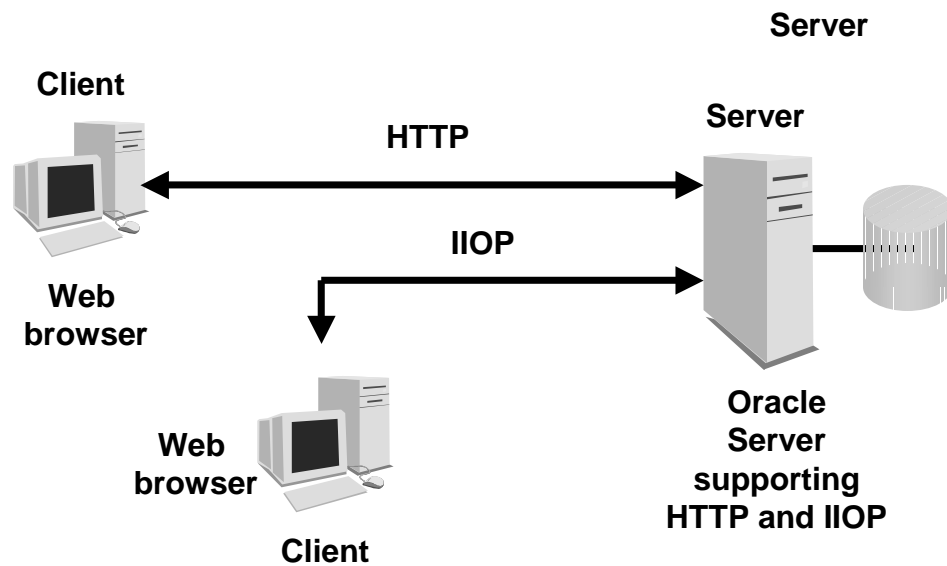 Server
Client
Server
HTTP
IIOP
Web
browser
Oracle
Server
supporting
HTTP and IIOP
Web
browser
Client